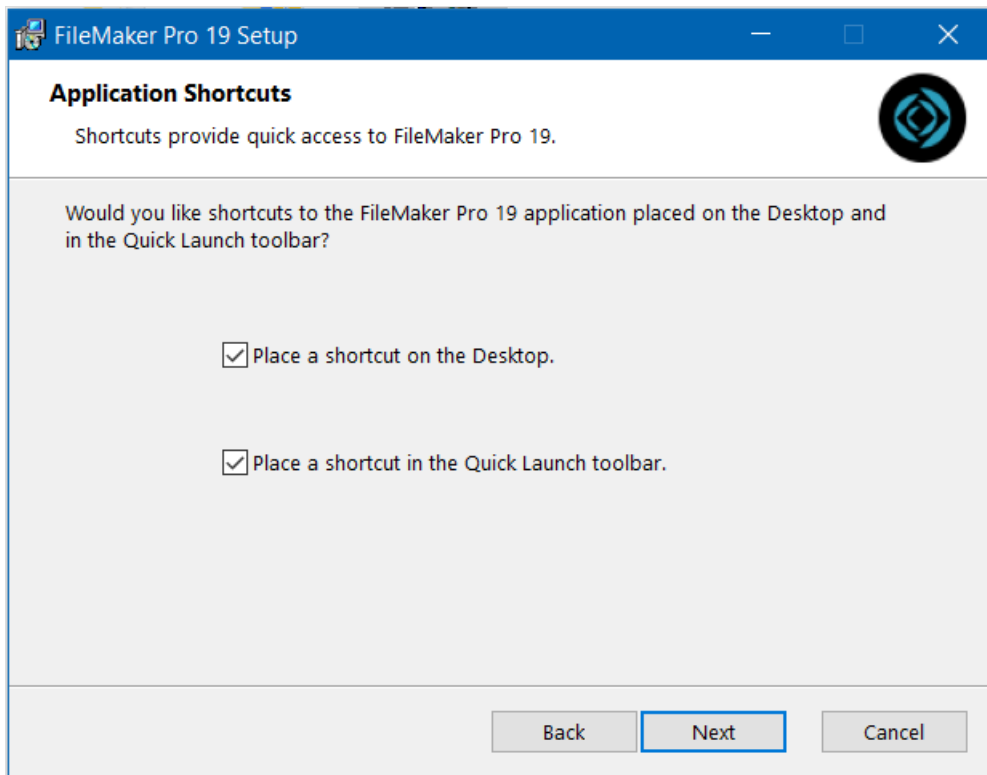 FileMaker Pro 19 Setup
Application Shortcuts
Shortcuts provide quick access to FileMaker Pro 19.
Would you like shortcuts to the FileMaker Pro 19 application placed on the Desktop and
in the Quick Launch toolbar?
Place a shortcut on the Desktop.
Place a shortcut in the Quick Launch toolbar.
Back Next Cancel